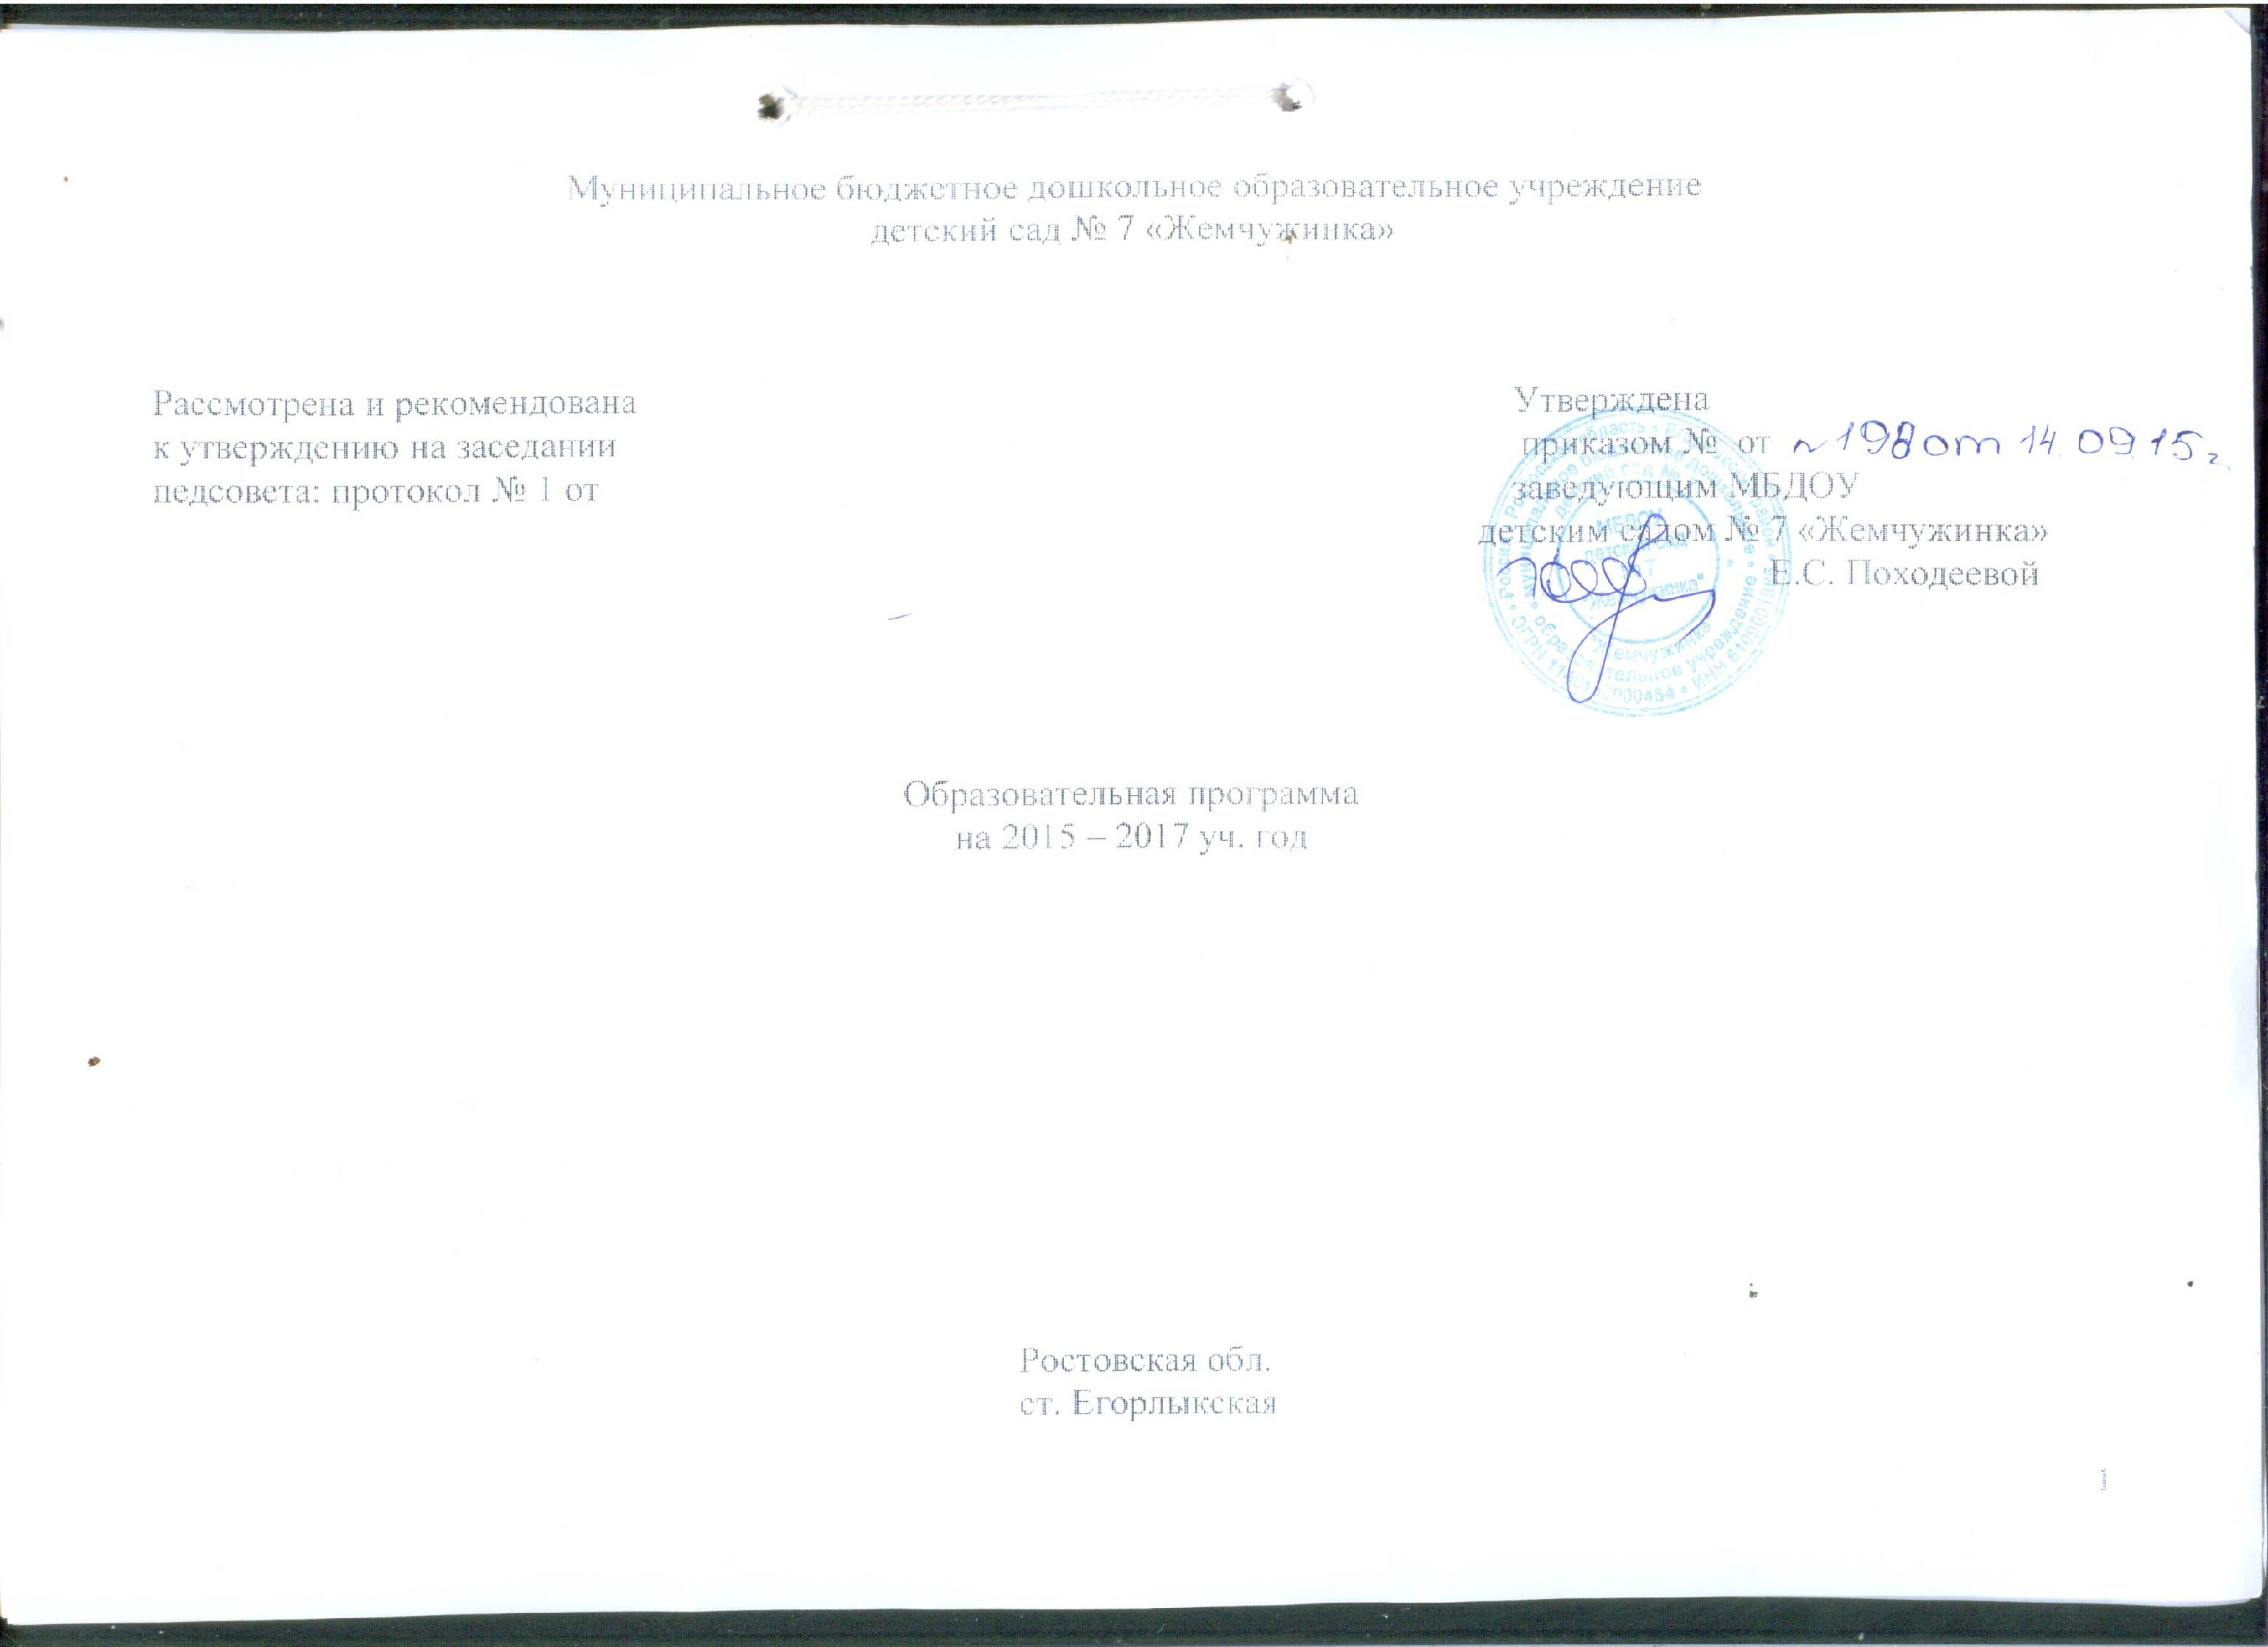 Муниципальное бюджетное дошкольное образовательное учреждение
детский сад № 7 «Жемчужинка»
Рассмотрена и рекомендована
к утверждению на заседании
педсовета: протокол № 1 от
Утверждена
приказом № от № 198 от 14.09.15г
заведующим МБДОУ
детским садом № 7 «Жемчужинка»
Е.С. Походеевой
Образовательная программа
на 2015 – 2017 уч. год
Ростовская обл.
ст. Егорлыкская
1